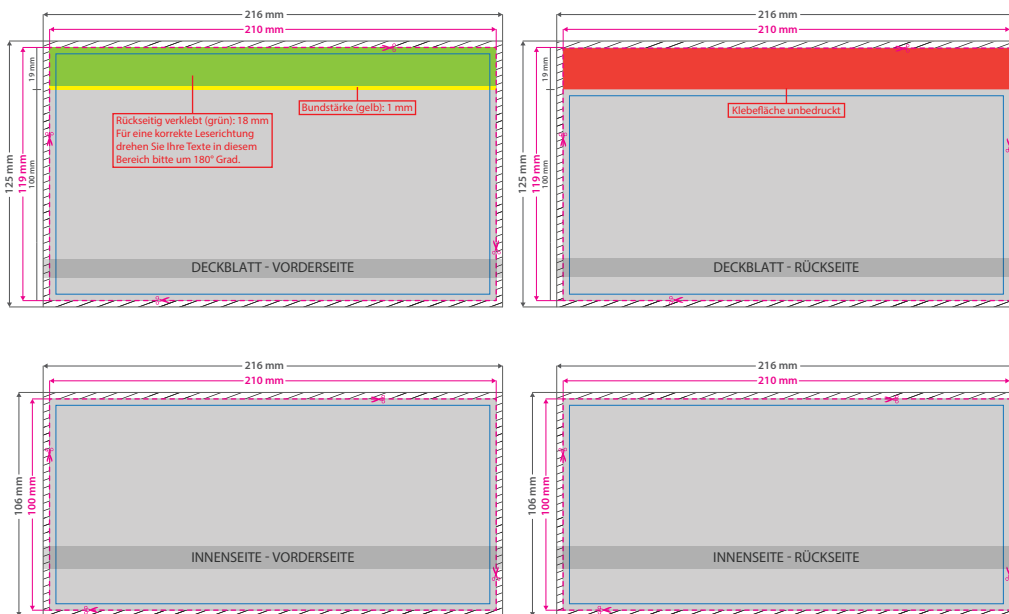 216 mm
210 mm
125 mm
119 mm
19 mm
100 mm
Rückseitig verklebt (grün): 18 mm
Für eine korrekte Leserichtung
drehen Sie Ihre Texte in diesem
Bereich bitte um 180° Grad.
Bundstärke (gelb): 1 mm
DECKBLATT - VORDERSEITE
216 mm
210 mm
125 mm
119 mm
19 mm
100 mm
Klebefläche unbedruckt
DECKBLATT - RÜCKSEITE
216 mm
210 mm
106 mm
100 mm
INNENSEITE - VORDERSEITE
216 mm
210 mm
106 mm
100 mm
INNENSEITE - RÜCKSEITE